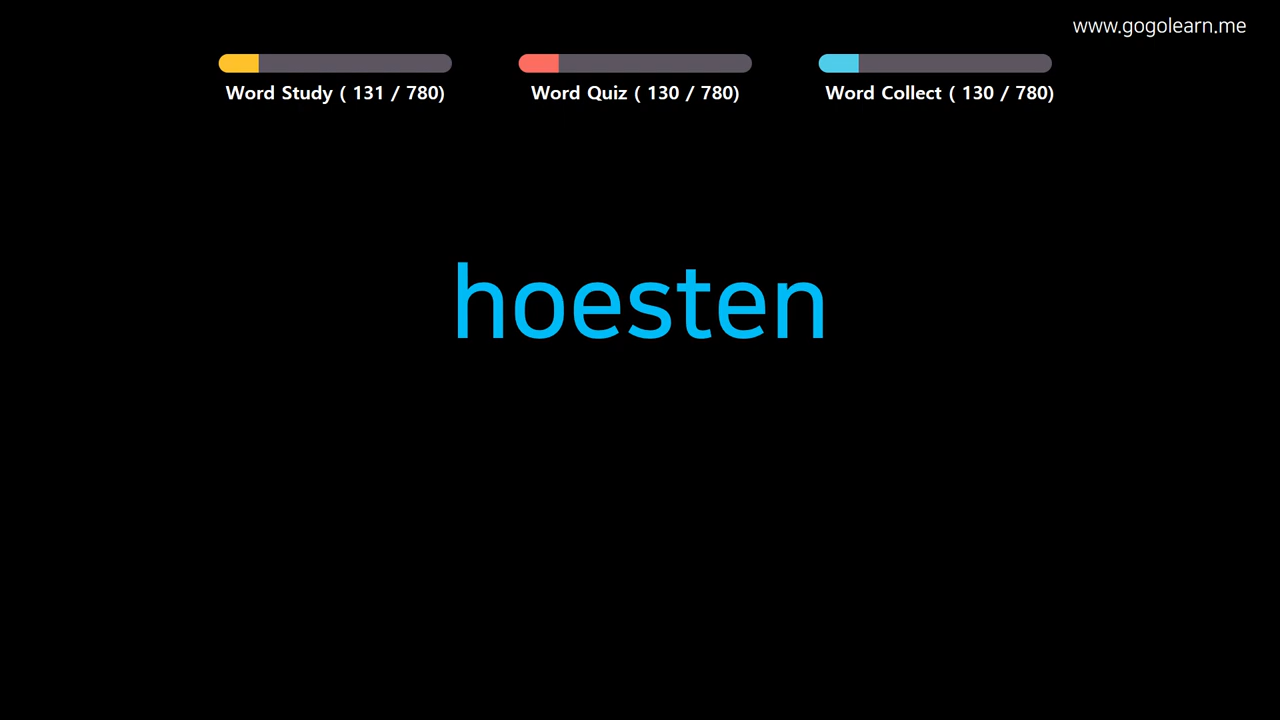 www.gogolearn.me
Word Study ( 131 / 780)
Word Quiz ( 130 / 780)
Word Collect ( 130 / 780)
hoesten